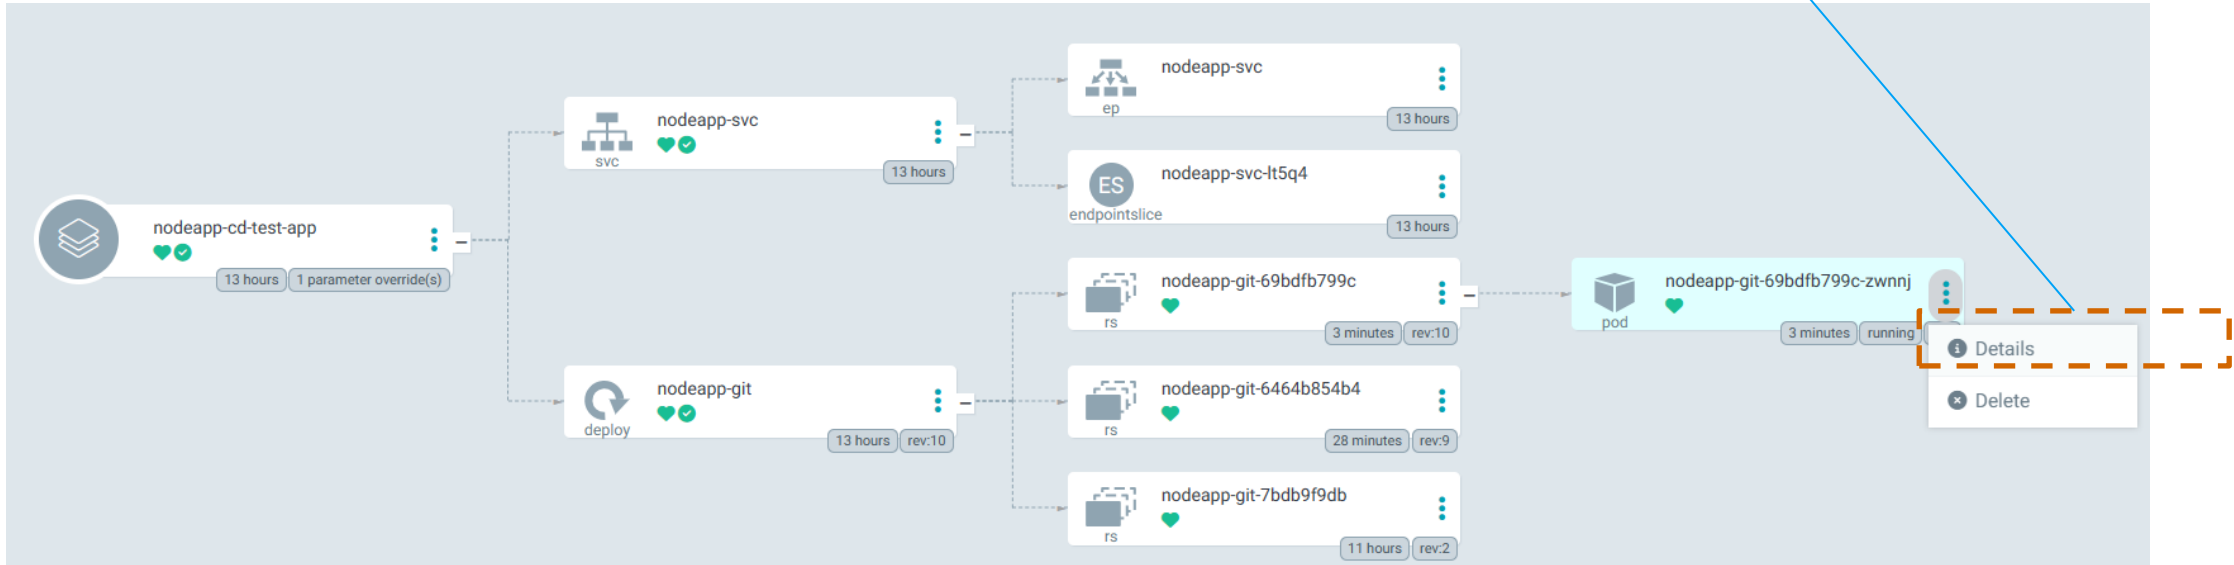 nodeapp-cd-test-app
13 hours
1 parameter override(s)
nodeapp-svc
svc
13 hours
nodeapp-git
deploy
13 hours
rev:10
nodeapp-svc
ep
13 hours
ES
nodeapp-svc-lt5q4
endpointslice
13 hours
nodeapp-git-69bdfb799c
rs
3 minutes
rev:10
nodeapp-git-6464b854b4
rs
28 minutes
rev:9
nodeapp-git-7bdb9f9db
rs
11 hours
rev:2
nodeapp-git-69bdfb799c-zwnnj
pod
3 minutes
running
Details
Delete